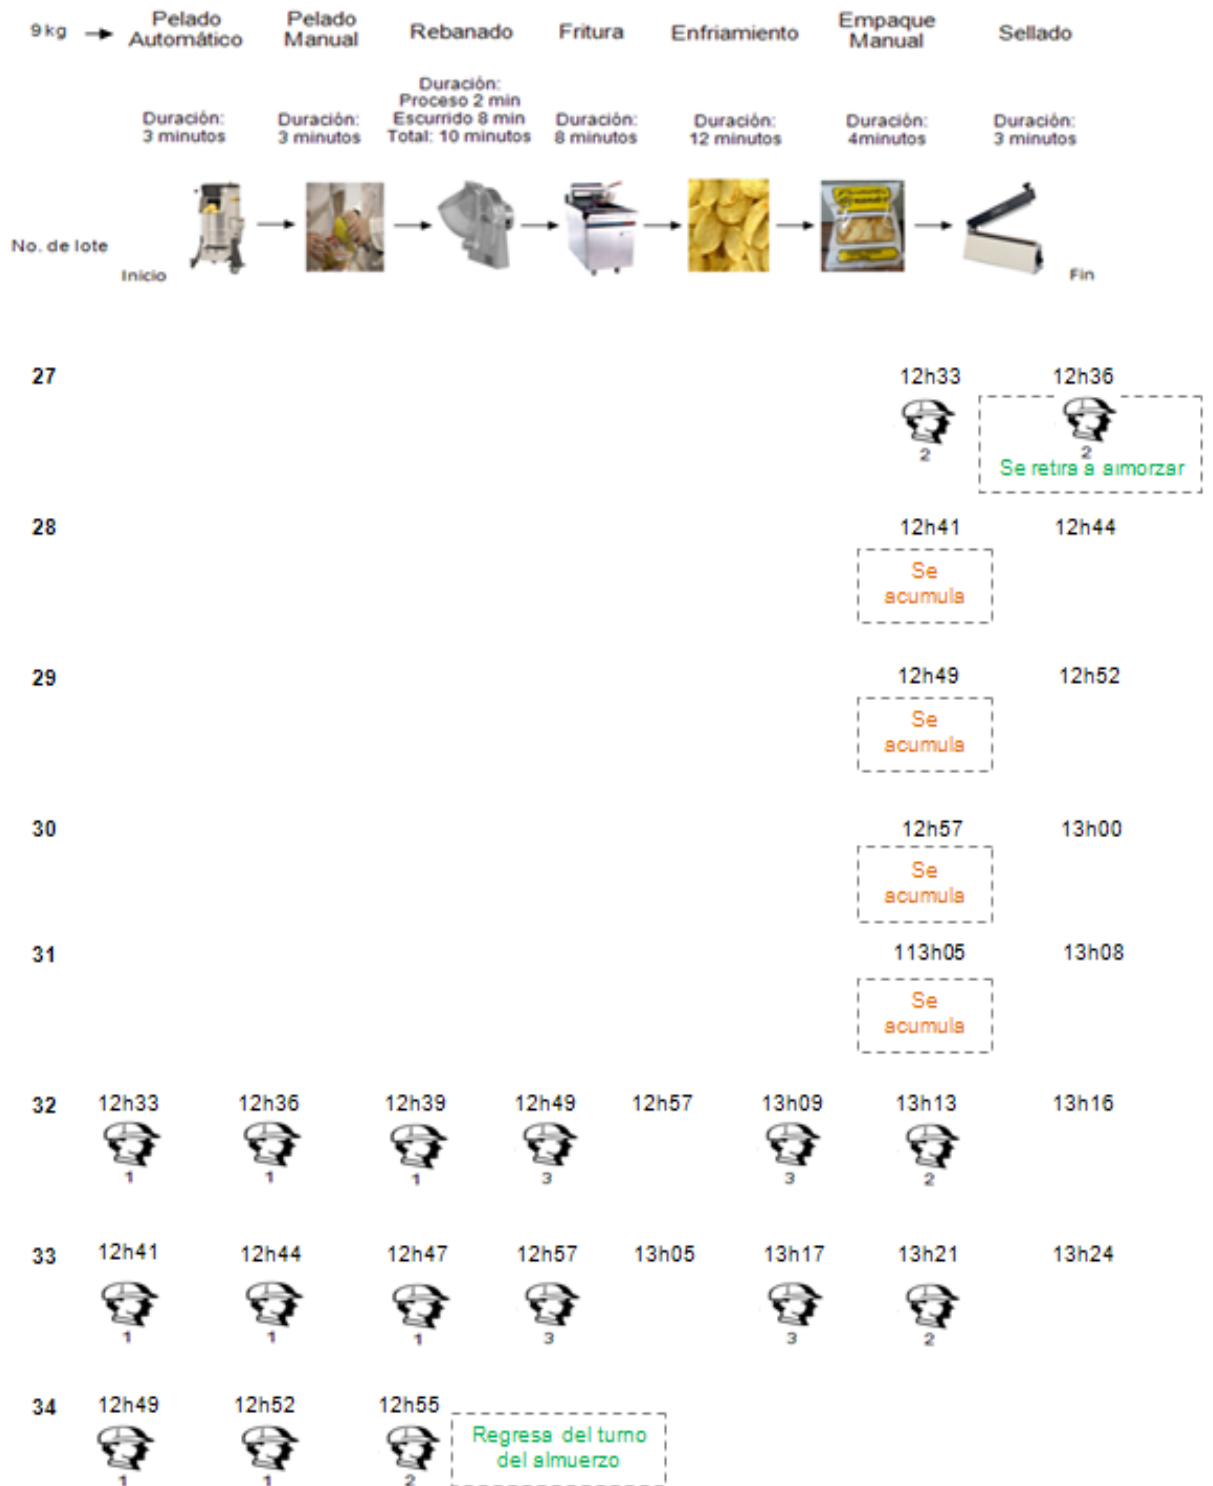 9 kg
Pelado
Automático
Pelado
Manual
Rebanado
Fritura
Enfriamiento
Empaque
Manual
Sellado
Duración:
3 minutos
Duración:
3 minutos
Duración:
Proceso 2 min
Escurrido 8 min
Total: 10 minutos
Duración:
8 minutos
Duración:
12 minutos
Duración:
4minutos
Duración:
3 minutos
No. de lote
Inicio
Fin
27
12h33
12h36
2
2
Se retira a almorzar
28
12h41
12h44
Se
acumula
29
12h49
12h52
Se
acumula
30
12h57
13h00
Se
acumula
31
113h05
13h08
Se
acumula
32
12h33
12h36
12h39
12h49
12h57
13h09
13h13
13h16
1
1
1
3
3
2
33
12h41
12h44
12h47
12h57
13h05
13h17
13h21
13h24
1
1
1
3
3
2
34
12h49
12h52
12h55
Regresa del turno
del almuerzo
1
1
2